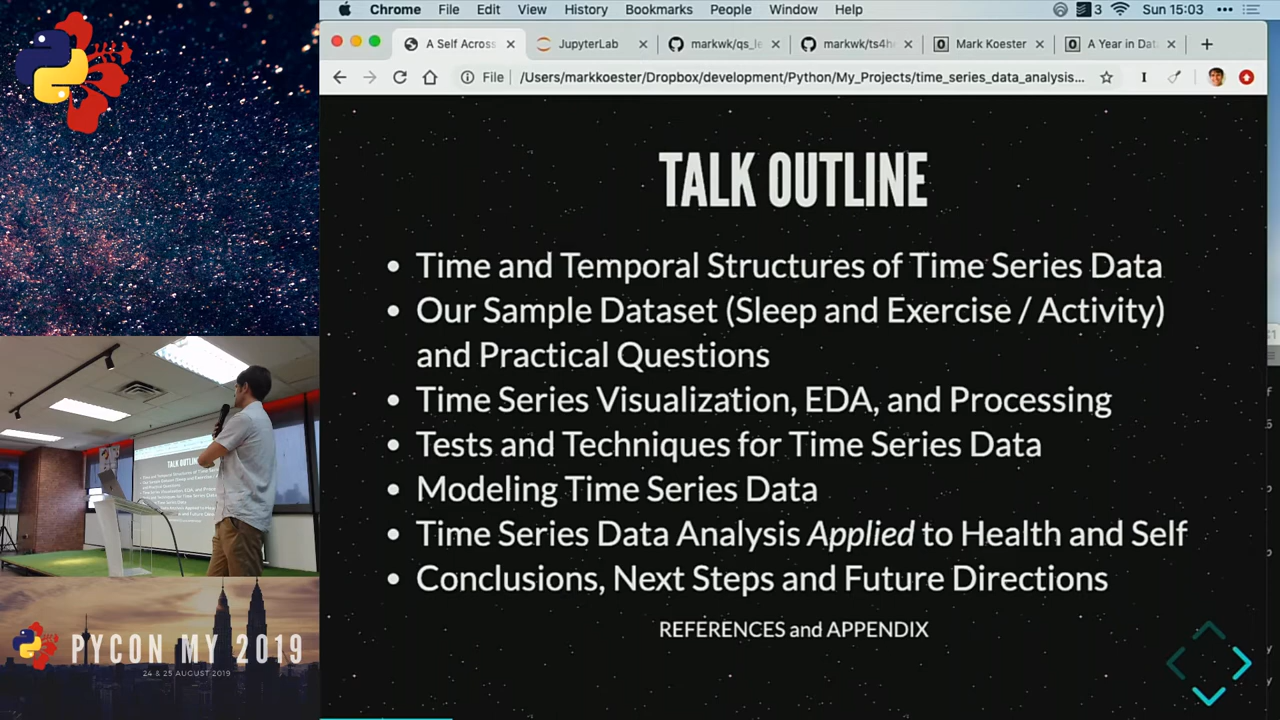 Chrome File Edit View History Bookmarks People Window Help 3 Sun 15:03
A Self Across JupyterLab markwk/qs_le markwk/ts4h Mark Koester A Year in Data
File /Users/markkoester/Dropbox/development/Python/My_Projects/time_series_data_analysis...
TALK OUTLINE
• Time and Temporal Structures of Time Series Data
• Our Sample Dataset (Sleep and Exercise / Activity)
and Practical Questions
• Time Series Visualization, EDA, and Processing
• Tests and Techniques for Time Series Data
• Modeling Time Series Data
• Time Series Data Analysis Applied to Health and Self
• Conclusions, Next Steps and Future Directions
REFERENCES and APPENDIX
TALK OUTLINE
PYCON MY 2019
24 & 25 AUGUST 2019